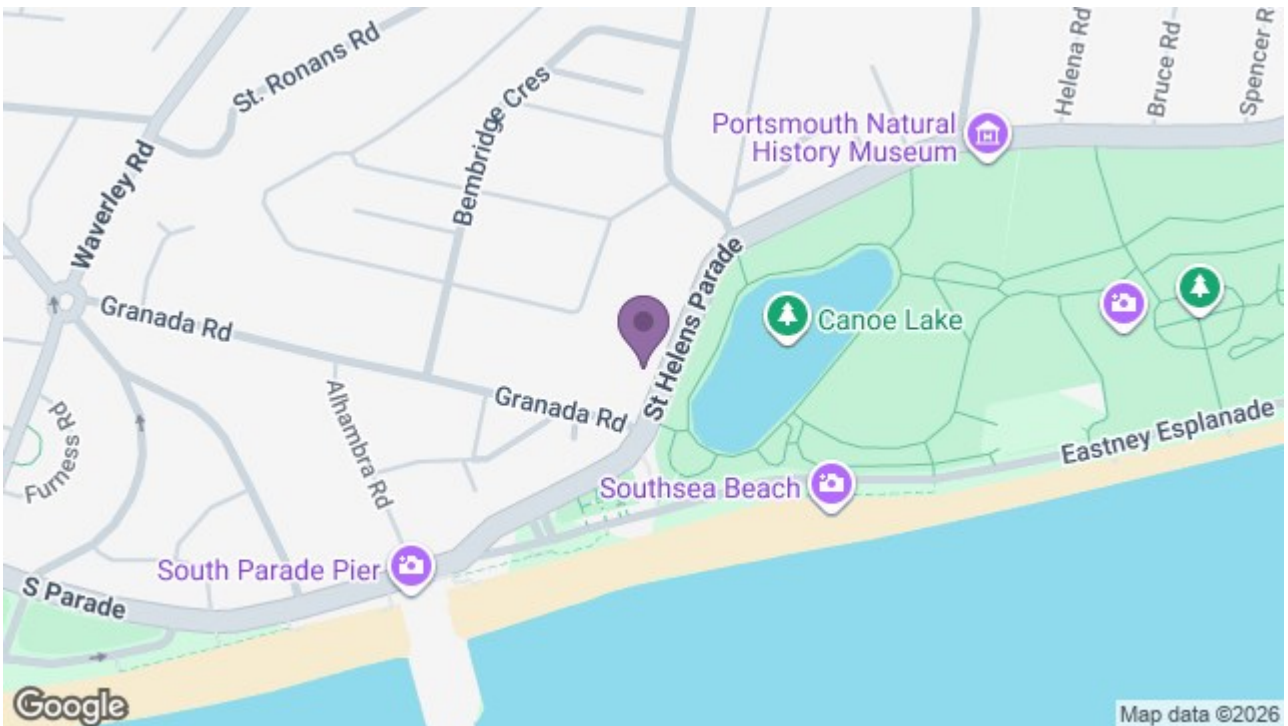 St. Ronans Rd
Bembridge Cres
Helena Rd
Bruce Rd
Spencer R
Portsmouth Natural
History Museum
Waverley Rd
St Helens Parade
Granada Rd
Canoe Lake
Alhambra Rd
Granada Rd
Furness Rd
Eastney Esplanade
Southsea Beach
South Parade Pier
S Parade
Google
Map data ©2026